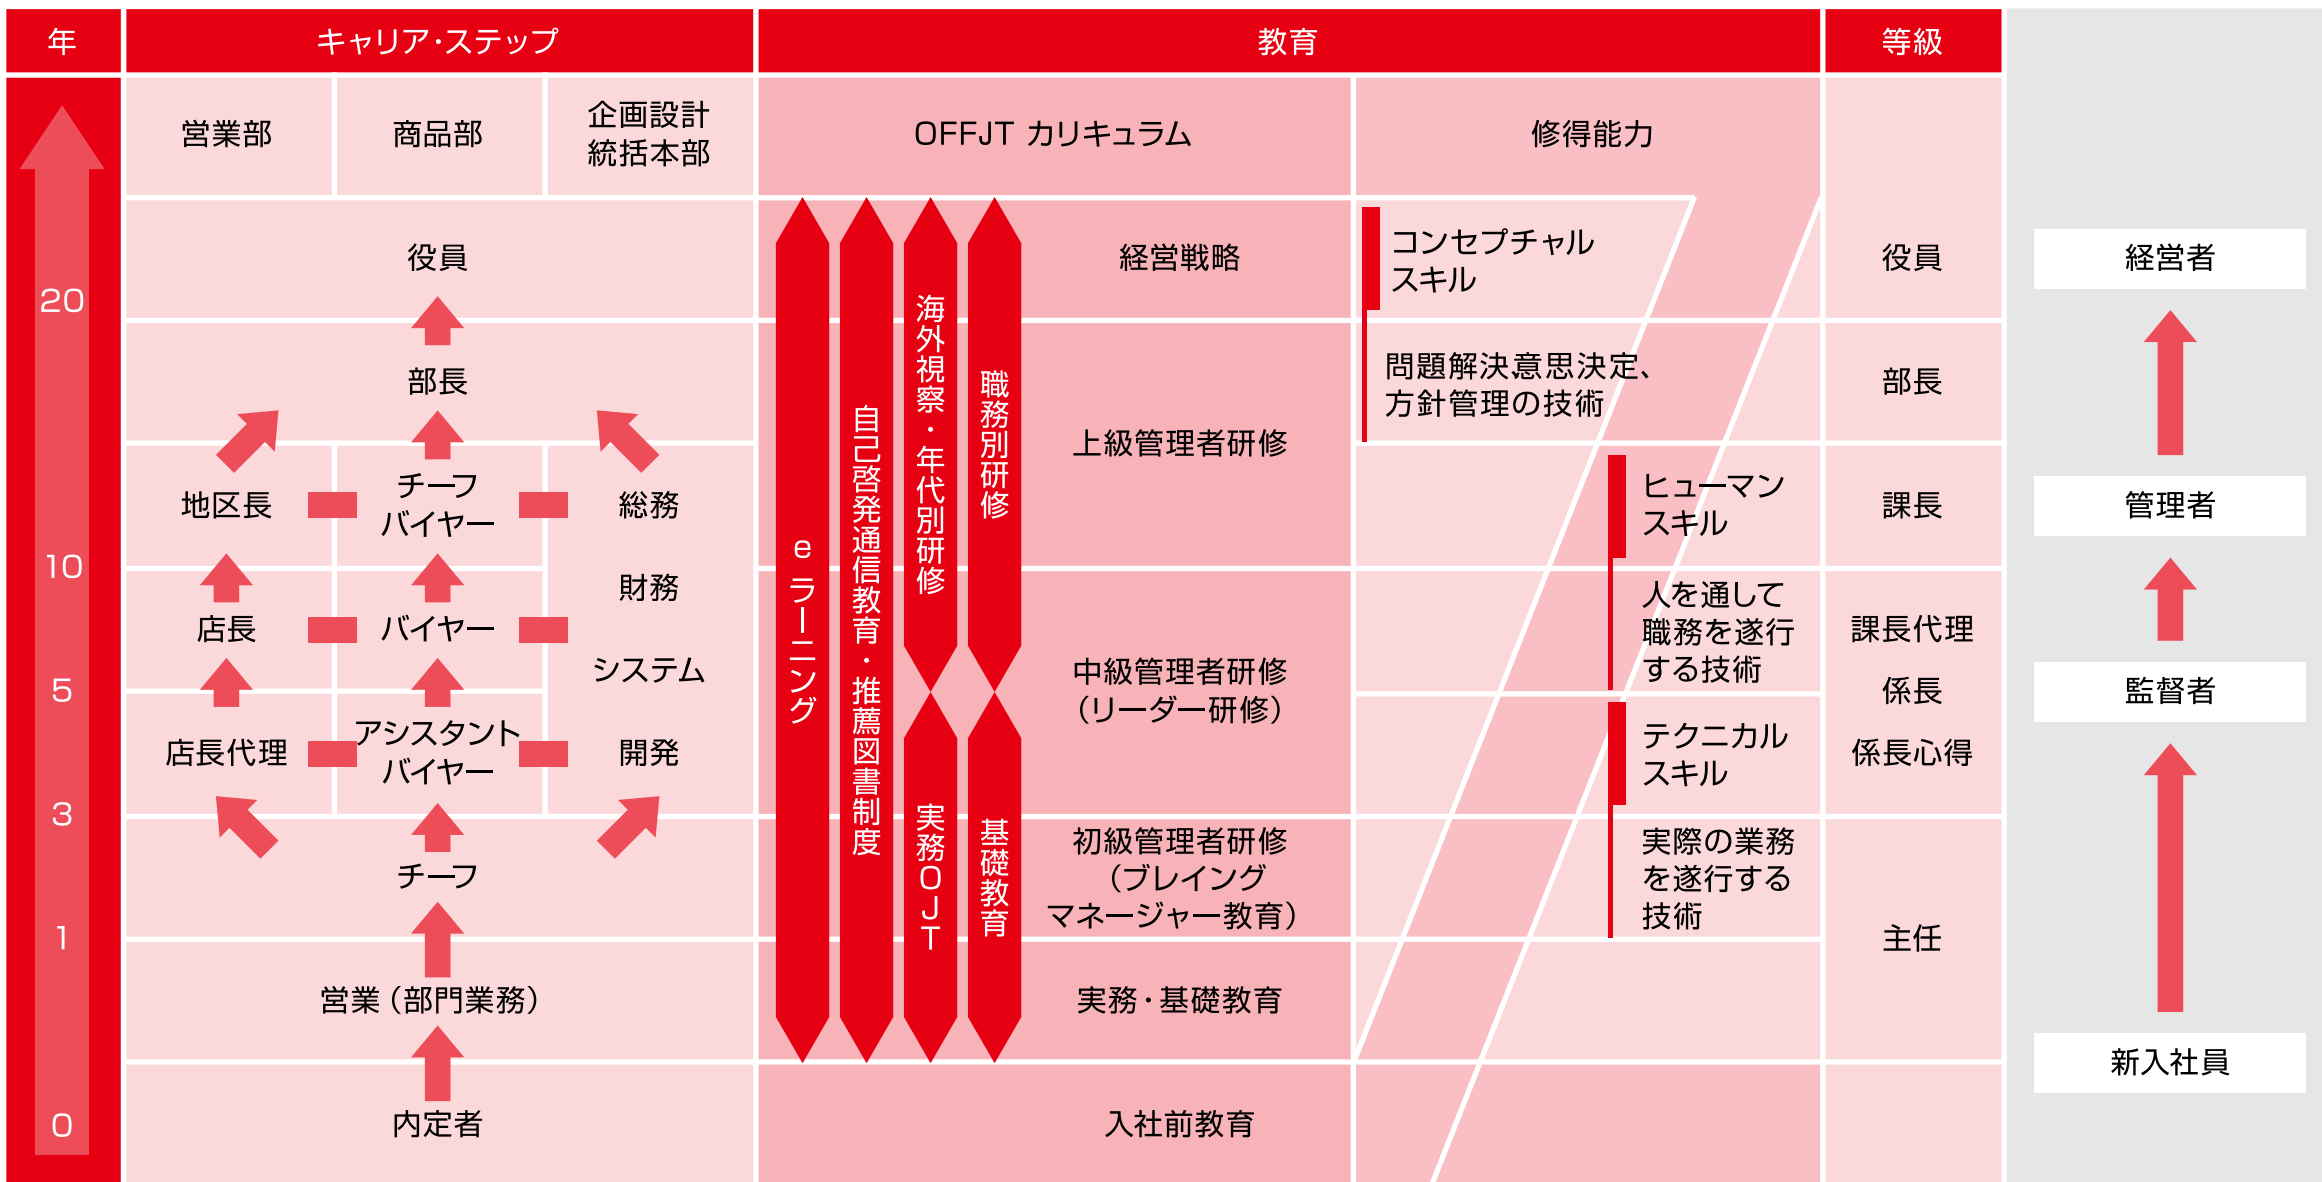 年
キャリア・ステップ
教育
等級
営業部
商品部
企画設計
統括本部
OFFJT カリキュラム
修得能力
20
10
5
3
1
0
役員
部長
地区長
チーフ
バイヤー
総務
財務
店長
バイヤー
システム
店長代理
アシスタント
バイヤー
開発
チーフ
営業（部門業務）
内定者
eラーニング
自己啓発通信教育・推薦図書制度
海外視察・年代別研修
職務別研修
実務OJT
基礎教育
経営戦略
上級管理者研修
中級管理者研修
（リーダー研修）
初級管理者研修
（プレイング
マネージャー教育）
実務・基礎教育
入社前教育
コンセプチャル
スキル
問題解決、意思決定、
方針管理の技術
ヒューマン
スキル
人を通して
職務を遂行
する技術
テクニカル
スキル
実際の業務
を遂行する
技術
役員
部長
課長
課長代理
係長
係長心得
主任
経営者
管理者
監督者
新入社員